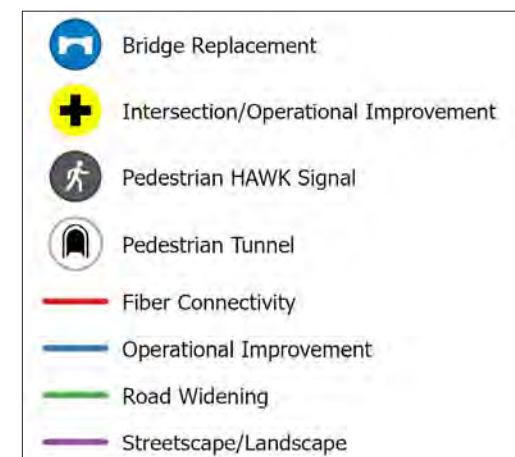 Bridge Replacement
Intersection/Operational Improvement
Pedestrian HAWK Signal
Pedestrian Tunnel
Fiber Connectivity
Operational Improvement
Road Widening
Streetscape/Landscape